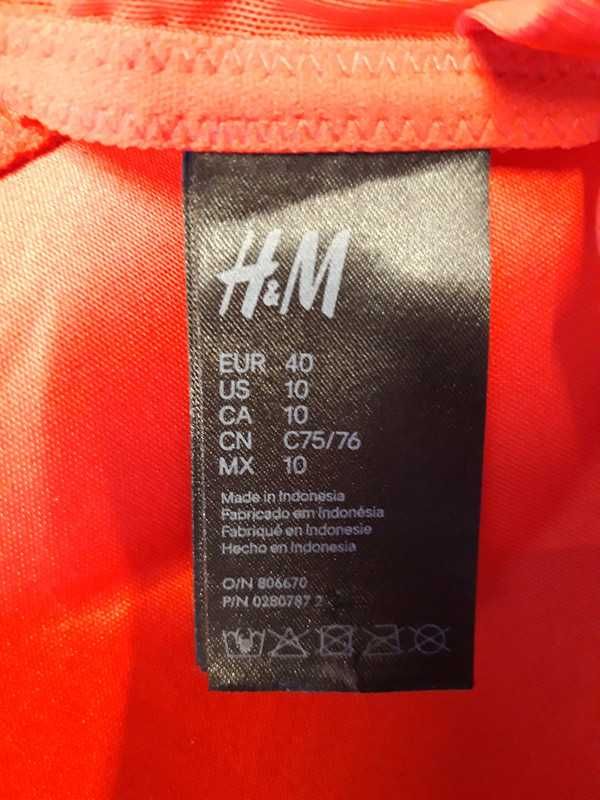 H&M
EUR 40
US 10
CA 10
CN C75/76
MX 10
Made in Indonesia
Fabricado em Indonésia
Fabriqué en Indonesie
Hecho en Indonesia
O/N 806670
P/N 0280787 2